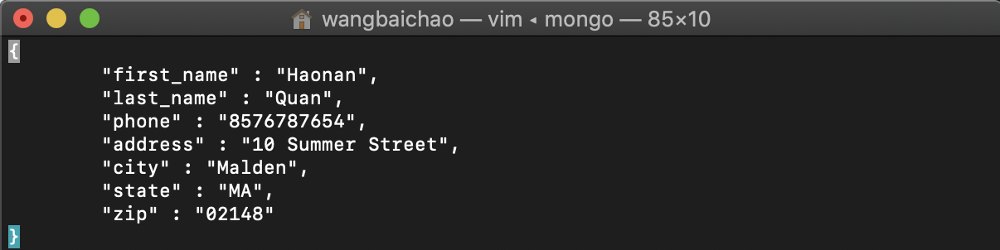 wangbaichao — vim ◂ mongo — 85×10
{
"first_name" : "Haonan",
"last_name" : "Quan",
"phone" : "8576787654",
"address" : "10 Summer Street",
"city" : "Malden",
"state" : "MA",
"zip" : "02148"
}